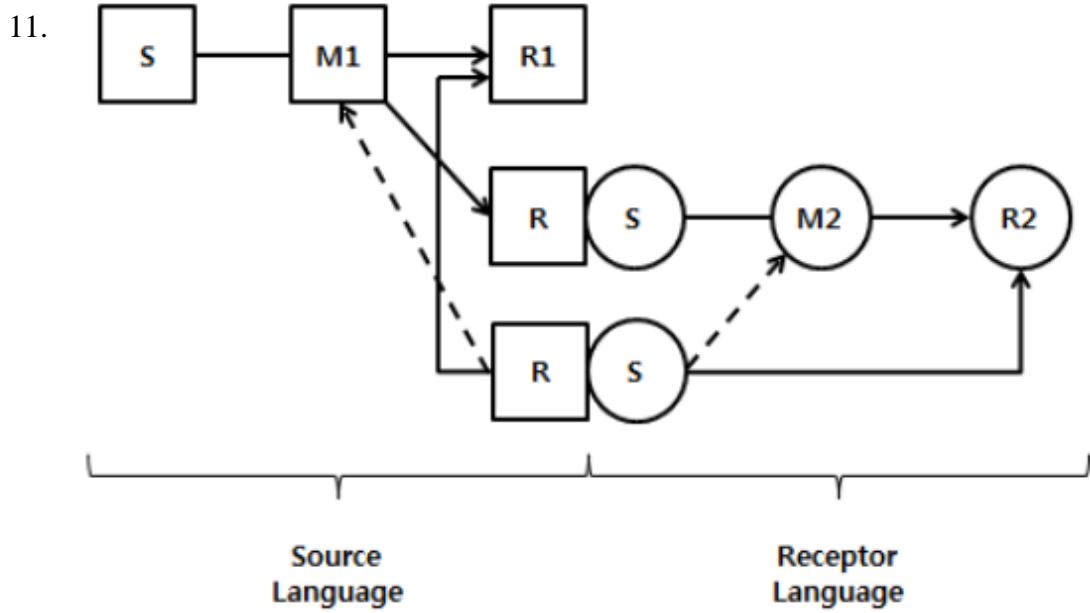 11.
S M1 R1
R S M2 R2
R S
Source Receptor
Language Language